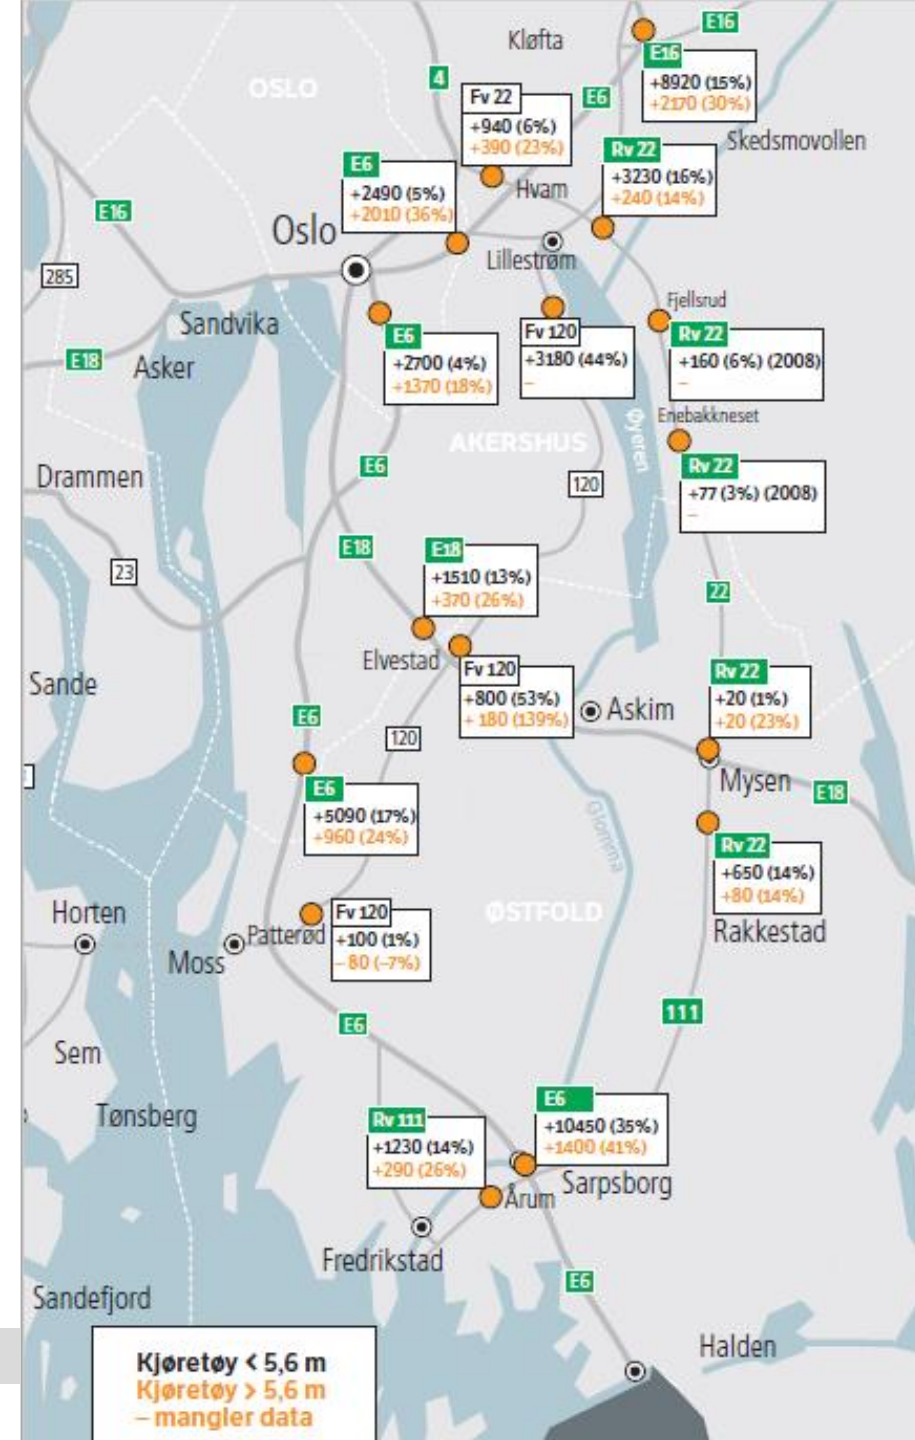 E16
Kløfta
E16
+8920 (15%)
+2170 (30%)
OSLO
4
Fv 22
+940 (6%)
+390 (23%)
E6
Skedsmovollen
Rv 22
+3230 (16%)
+240 (14%)
E6
+2490 (5%)
+2010 (36%)
Hvam
E16
Oslo
Lillestrøm
285
Fjellsrud
Sandvika
E6
+2700 (4%)
+1370 (18%)
Fv 120
+3180 (44%)
–
Rv 22
+160 (6%) (2008)
–
E18
Asker
Øyeren
Enebakkneset
AKERSHUS
E6
Rv 22
+77 (3%) (2008)
–
Drammen
120
E18
E18
+1510 (13%)
+370 (26%)
23
22
Elvestad
Fv 120
+800 (53%)
+ 180 (139%)
Rv 22
+20 (1%)
+20 (23%)
Sande
E6
Askim
120
Mysen
E18
E6
+5090 (17%)
+960 (24%)
Glomma
Rv 22
+650 (14%)
+80 (14%)
Horten
Fv 120
+100 (1%)
– 80 (–7%)
ØSTFOLD
Patterød
Moss
Rakkestad
111
E6
Sem
Tønsberg
Rv 111
+1230 (14%)
+290 (26%)
E6
+10450 (35%)
+1400 (41%)
Sarpsborg
Årum
Fredrikstad
E6
Sandefjord
Halden
Kjøretøy < 5,6 m
Kjøretøy > 5,6 m
– mangler data